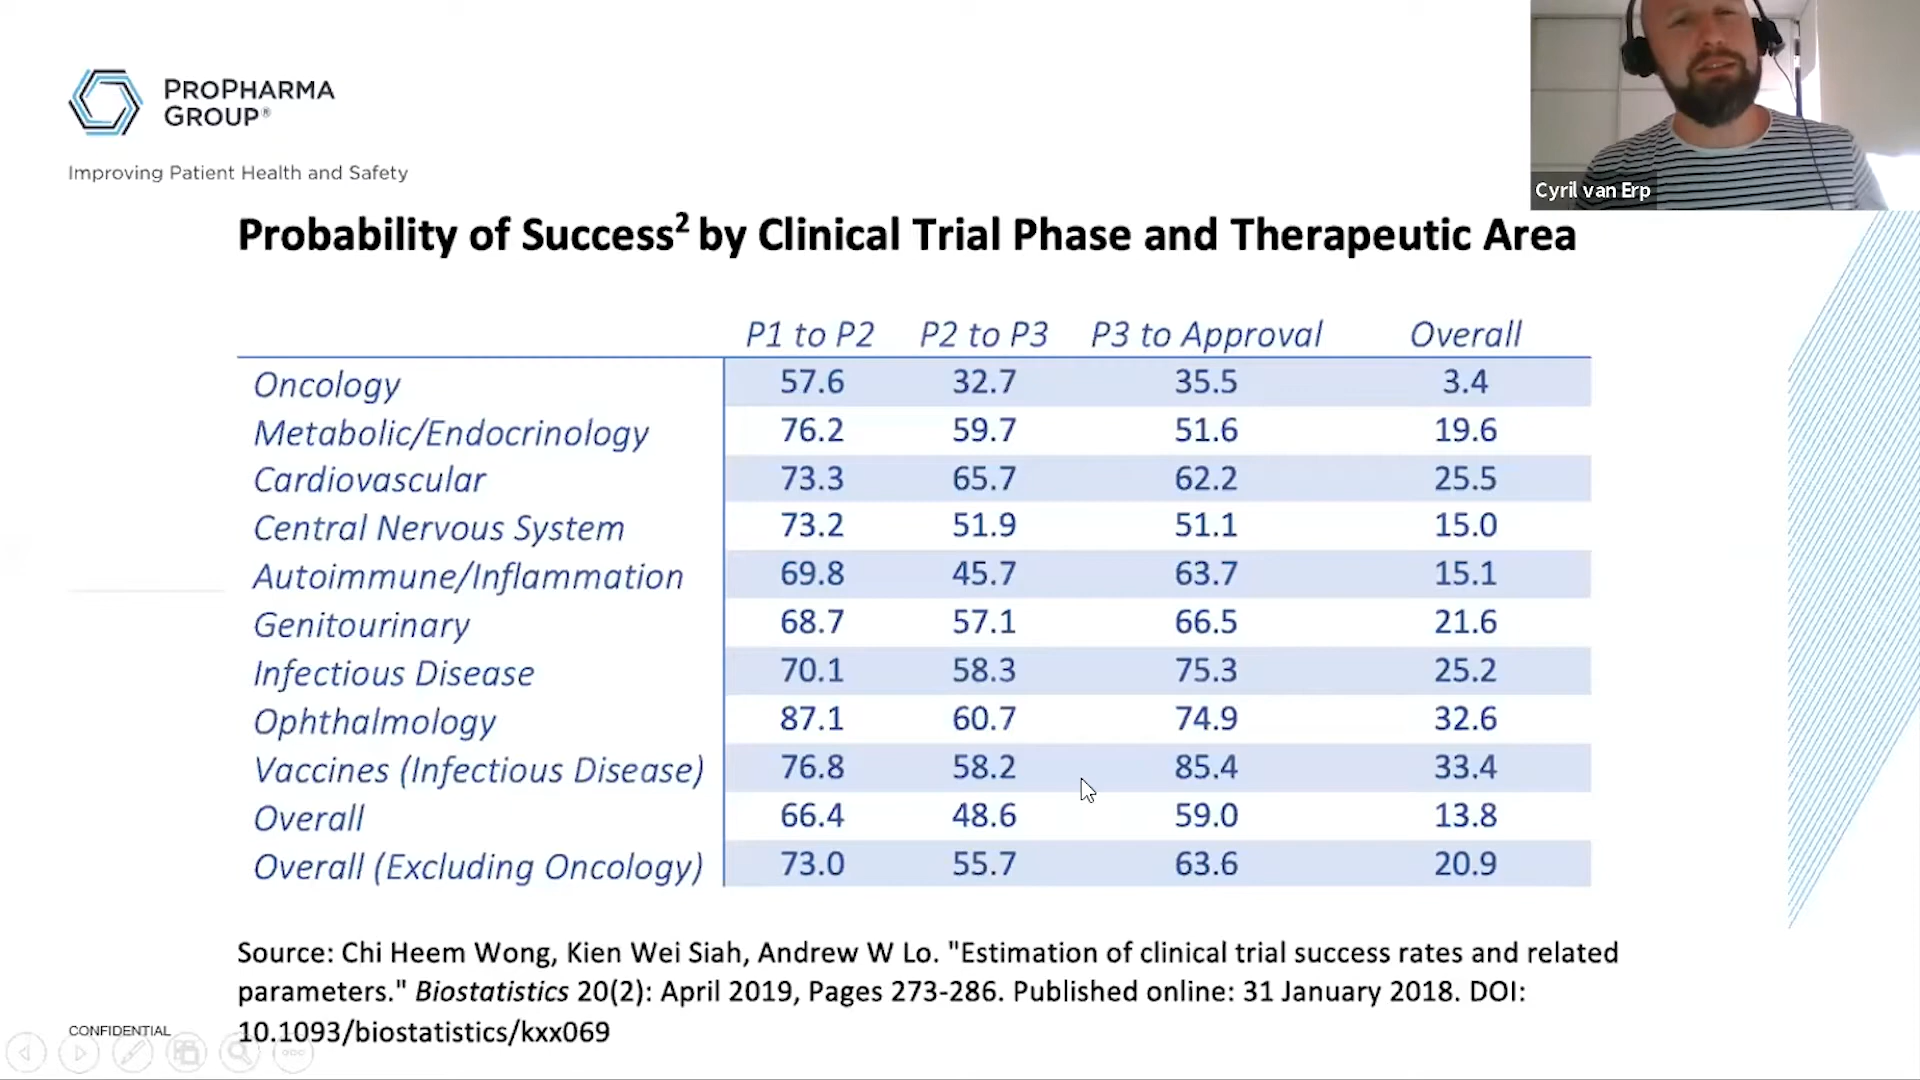 PROPHARMA
GROUP®
Improving Patient Health and Safety
Cyril van Erp
Probability of Success² by Clinical Trial Phase and Therapeutic Area
P1 to P2 P2 to P3 P3 to Approval Overall
Oncology 57.6 32.7 35.5 3.4
Metabolic/Endocrinology 76.2 59.7 51.6 19.6
Cardiovascular 73.3 65.7 62.2 25.5
Central Nervous System 73.2 51.9 51.1 15.0
Autoimmune/Inflammation 69.8 45.7 63.7 15.1
Genitourinary 68.7 57.1 66.5 21.6
Infectious Disease 70.1 58.3 75.3 25.2
Ophthalmology 87.1 60.7 74.9 32.6
Vaccines (Infectious Disease) 76.8 58.2 85.4 33.4
Overall 66.4 48.6 59.0 13.8
Overall (Excluding Oncology) 73.0 55.7 63.6 20.9
Source: Chi Heem Wong, Kien Wei Siah, Andrew W Lo. "Estimation of clinical trial success rates and related
parameters." Biostatistics 20(2): April 2019, Pages 273-286. Published online: 31 January 2018. DOI:
10.1093/biostatistics/kxx069
CONFIDENTIAL